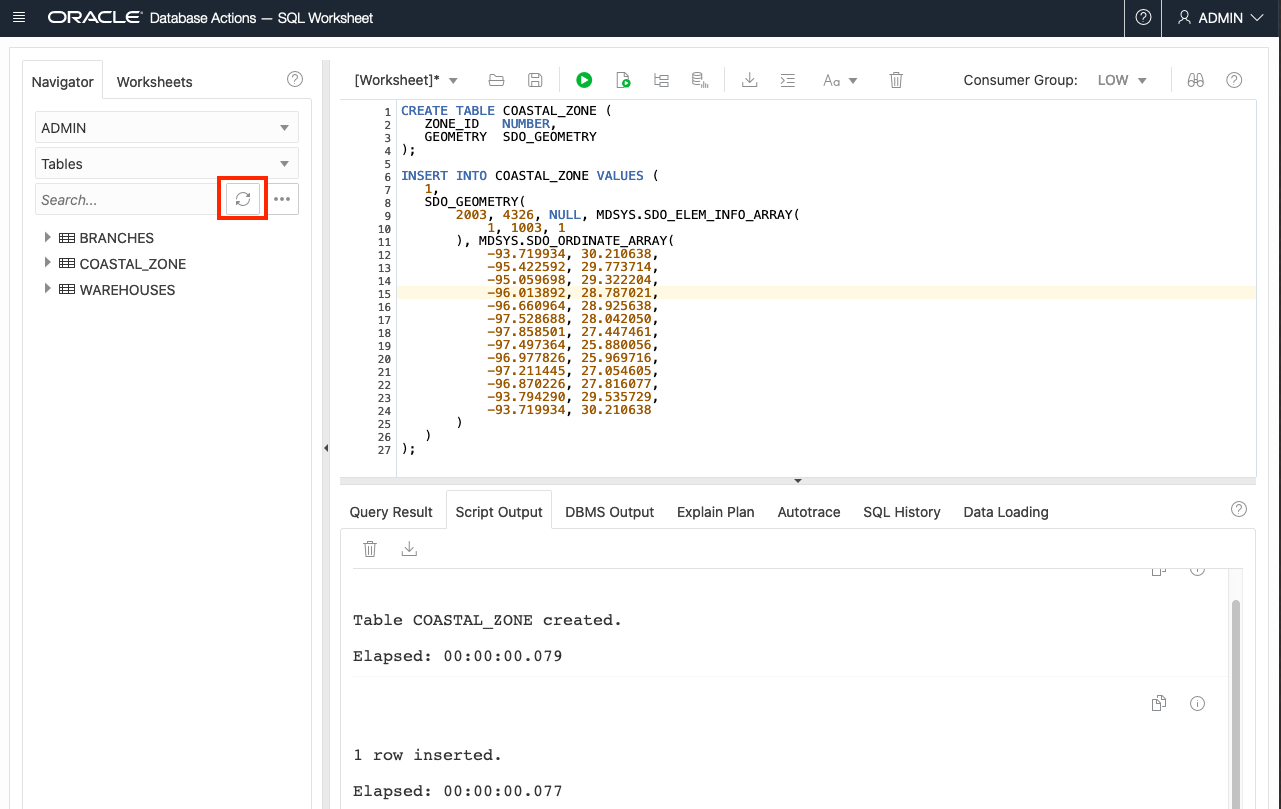 ORACLE Database Actions — SQL Worksheet
ADMIN
Navigator
Worksheets
ADMIN
Tables
Search...
BRANCHES
COASTAL_ZONE
WAREHOUSES
[Worksheet]*
Aa
Consumer Group: LOW
1 CREATE TABLE COASTAL_ZONE (
2 ZONE_ID NUMBER,
3 GEOMETRY SDO_GEOMETRY
4 );
5
6 INSERT INTO COASTAL_ZONE VALUES (
7 1,
8 SDO_GEOMETRY(
9 2003, 4326, NULL, MDSYS.SDO_ELEM_INFO_ARRAY(
10 1, 1003, 1
11 ), MDSYS.SDO_ORDINATE_ARRAY(
12 -93.719934, 30.210638,
13 -95.422592, 29.773714,
14 -95.059698, 29.322204,
15 -96.013892, 28.787021,
16 -96.660964, 28.925638,
17 -97.528688, 28.042050,
18 -97.858501, 27.447461,
19 -97.497364, 25.880056,
20 -96.977826, 25.969716,
21 -97.211445, 27.054605,
22 -96.870226, 27.816077,
23 -93.794290, 29.535729,
24 -93.719934, 30.210638
25 )
26 )
27 );
Query Result
Script Output
DBMS Output
Explain Plan
Autotrace
SQL History
Data Loading
Table COASTAL_ZONE created.
Elapsed: 00:00:00.079
1 row inserted.
Elapsed: 00:00:00.077